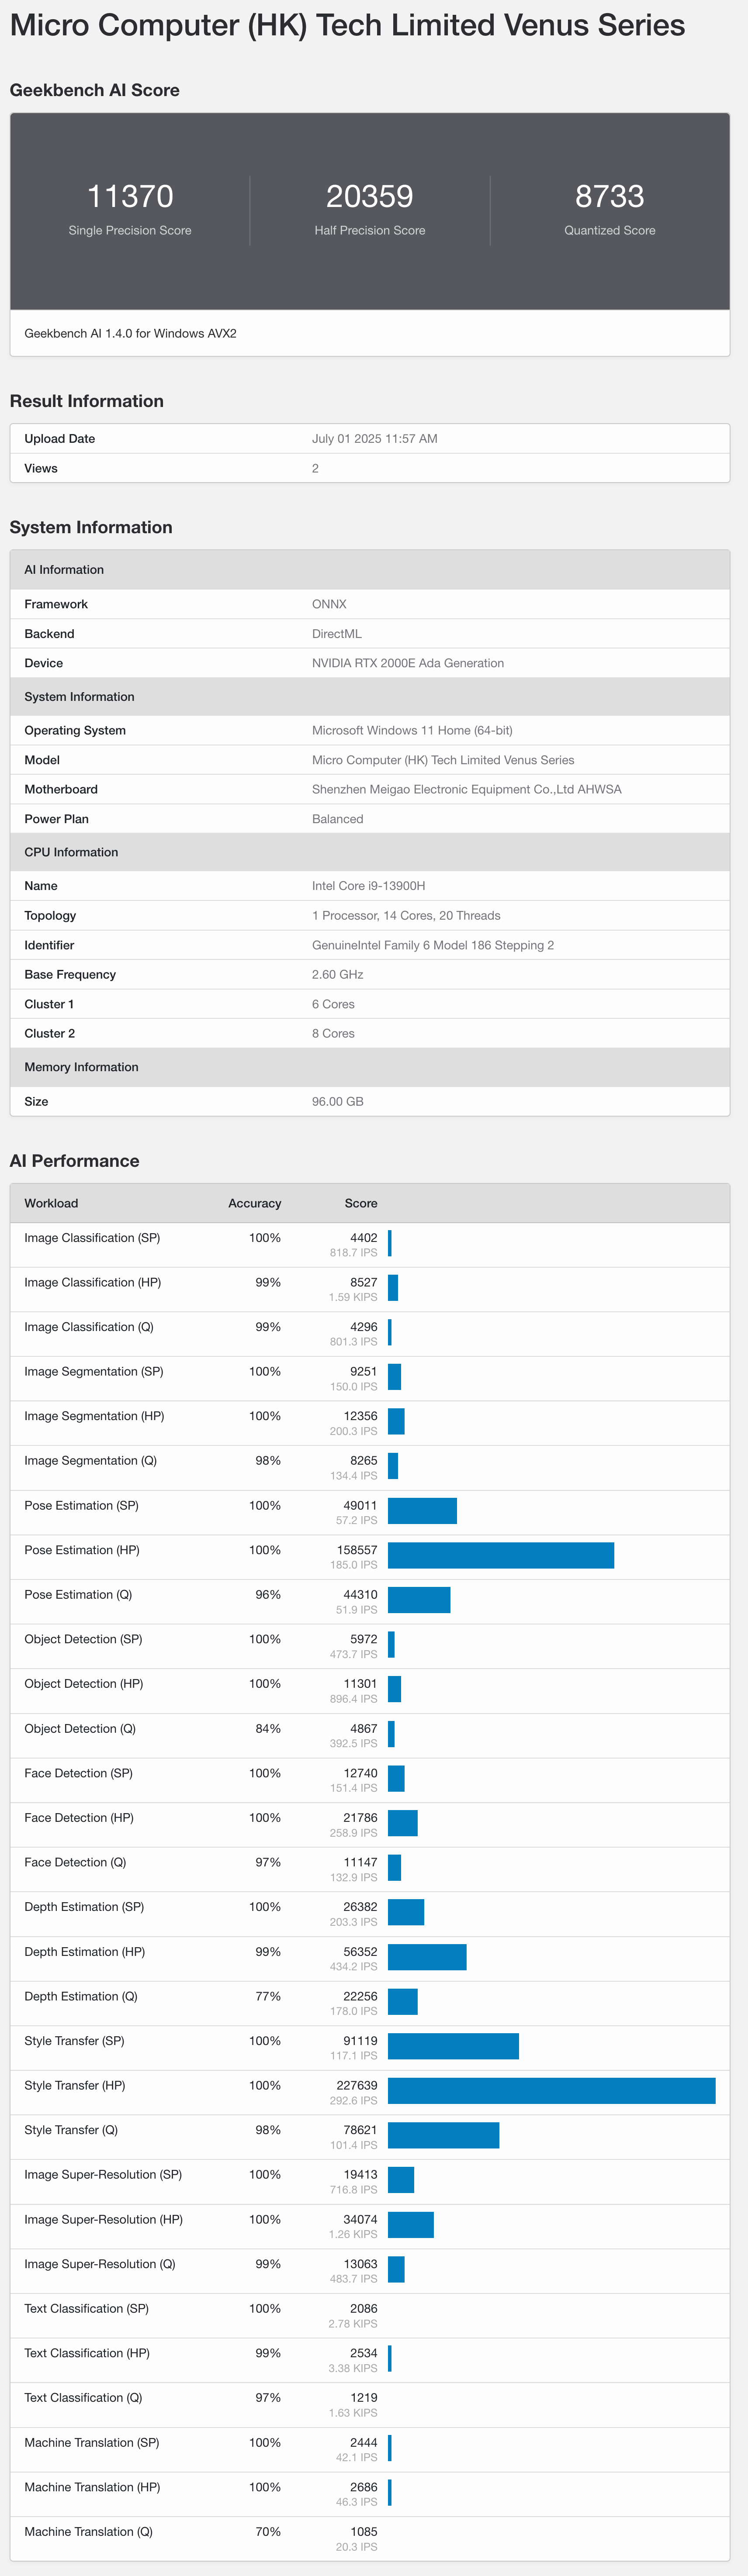 Micro Computer (HK) Tech Limited Venus Series
Geekbench AI Score
11370 20359 8733
Single Precision Score Half Precision Score Quantized Score
Geekbench AI 1.4.0 for Windows AVX2
Result Information
Upload Date July 01 2025 11:57 AM
Views 2
System Information
AI Information
Framework ONNX
Backend DirectML
Device NVIDIA RTX 2000E Ada Generation
System Information
Operating System Microsoft Windows 11 Home (64-bit)
Model Micro Computer (HK) Tech Limited Venus Series
Motherboard Shenzhen Meigao Electronic Equipment Co.,Ltd AHWSA
Power Plan Balanced
CPU Information
Name Intel Core i9-13900H
Topology 1 Processor, 14 Cores, 20 Threads
Identifier GenuineIntel Family 6 Model 186 Stepping 2
Base Frequency 2.60 GHz
Cluster 1 6 Cores
Cluster 2 8 Cores
Memory Information
Size 96.00 GB
AI Performance
Workload Accuracy Score
Image Classification (SP) 100% 4402
818.7 IPS
Image Classification (HP) 99% 8527
1.59 KIPS
Image Classification (Q) 99% 4296
801.3 IPS
Image Segmentation (SP) 100% 9251
150.0 IPS
Image Segmentation (HP) 100% 12356
200.3 IPS
Image Segmentation (Q) 98% 8265
134.4 IPS
Pose Estimation (SP) 100% 49011
57.2 IPS
Pose Estimation (HP) 100% 158557
185.0 IPS
Pose Estimation (Q) 96% 44310
51.9 IPS
Object Detection (SP) 100% 5972
473.7 IPS
Object Detection (HP) 100% 11301
896.4 IPS
Object Detection (Q) 84% 4867
392.5 IPS
Face Detection (SP) 100% 12740
151.4 IPS
Face Detection (HP) 100% 21786
258.9 IPS
Face Detection (Q) 97% 11147
132.9 IPS
Depth Estimation (SP) 100% 26382
203.3 IPS
Depth Estimation (HP) 99% 56352
434.2 IPS
Depth Estimation (Q) 77% 22256
178.0 IPS
Style Transfer (SP) 100% 91119
117.1 IPS
Style Transfer (HP) 100% 227639
292.6 IPS
Style Transfer (Q) 98% 78621
101.4 IPS
Image Super-Resolution (SP) 100% 19413
716.8 IPS
Image Super-Resolution (HP) 100% 34074
1.26 KIPS
Image Super-Resolution (Q) 99% 13063
483.7 IPS
Text Classification (SP) 100% 2086
2.78 KIPS
Text Classification (HP) 99% 2534
3.38 KIPS
Text Classification (Q) 97% 1219
1.63 KIPS
Machine Translation (SP) 100% 2444
42.1 IPS
Machine Translation (HP) 100% 2686
46.3 IPS
Machine Translation (Q) 70% 1085
20.3 IPS